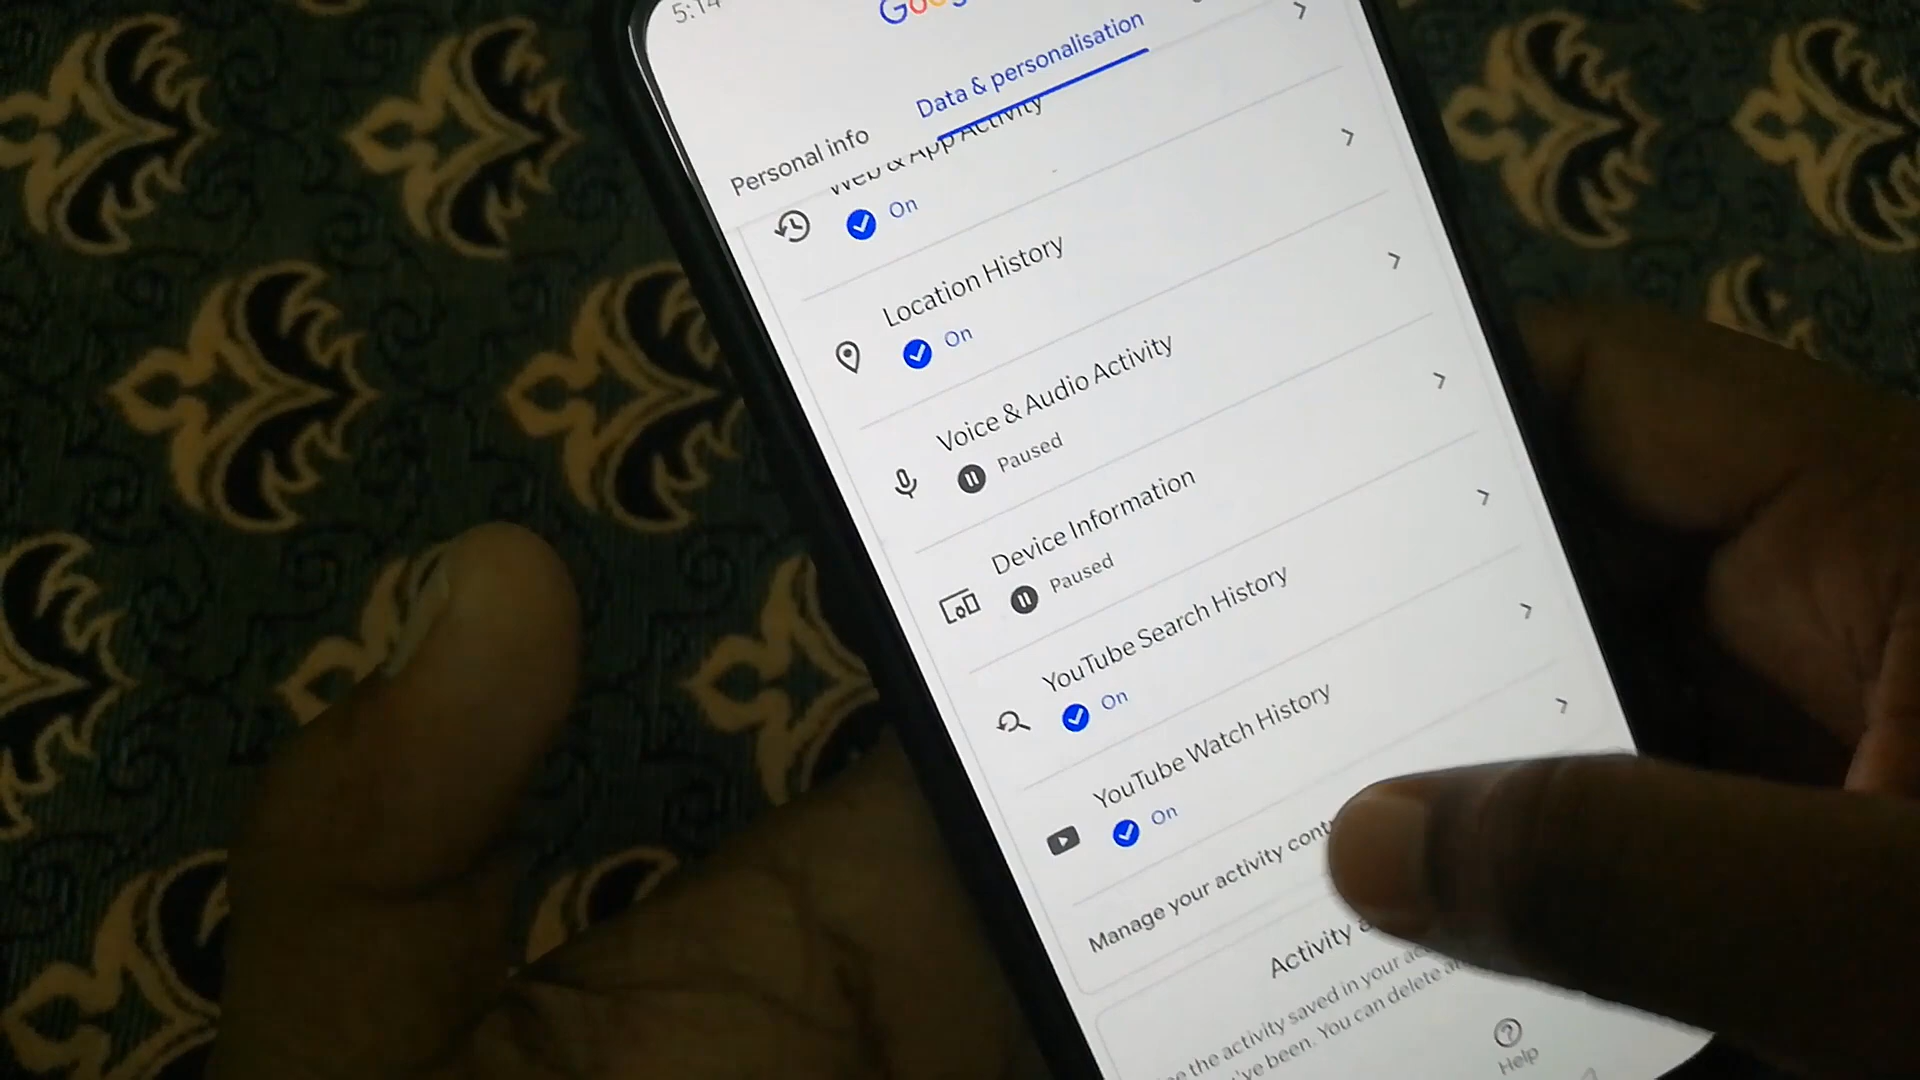 5:14
Data & personalisation
Personal info
Web & App Activity
On
Location History
On
Voice & Audio Activity
Paused
Device Information
Paused
YouTube Search History
On
YouTube Watch History
On
Manage your activity
Activity
the activity saved in your
've been. You can delete
Help